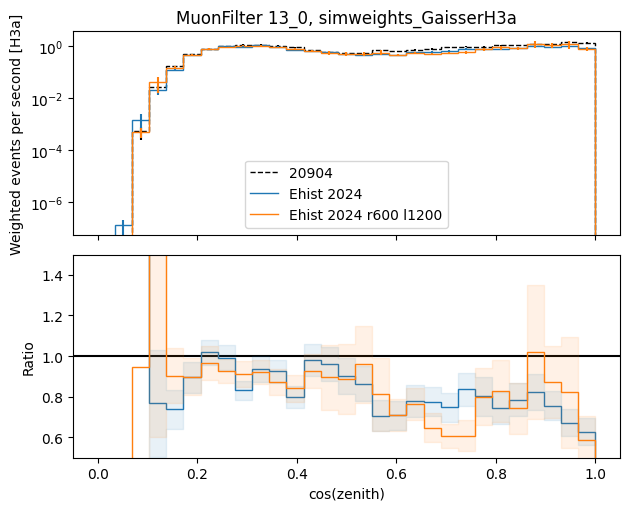 MuonFilter 13_0, simweights_GaisserH3a
Weighted events per second [H3a]
10^0
10^-2
10^-4
10^-6
20904
Ehist 2024
Ehist 2024 r600 l1200
Ratio
1.4
1.2
1.0
0.8
0.6
0.0 0.2 0.4 0.6 0.8 1.0
cos(zenith)